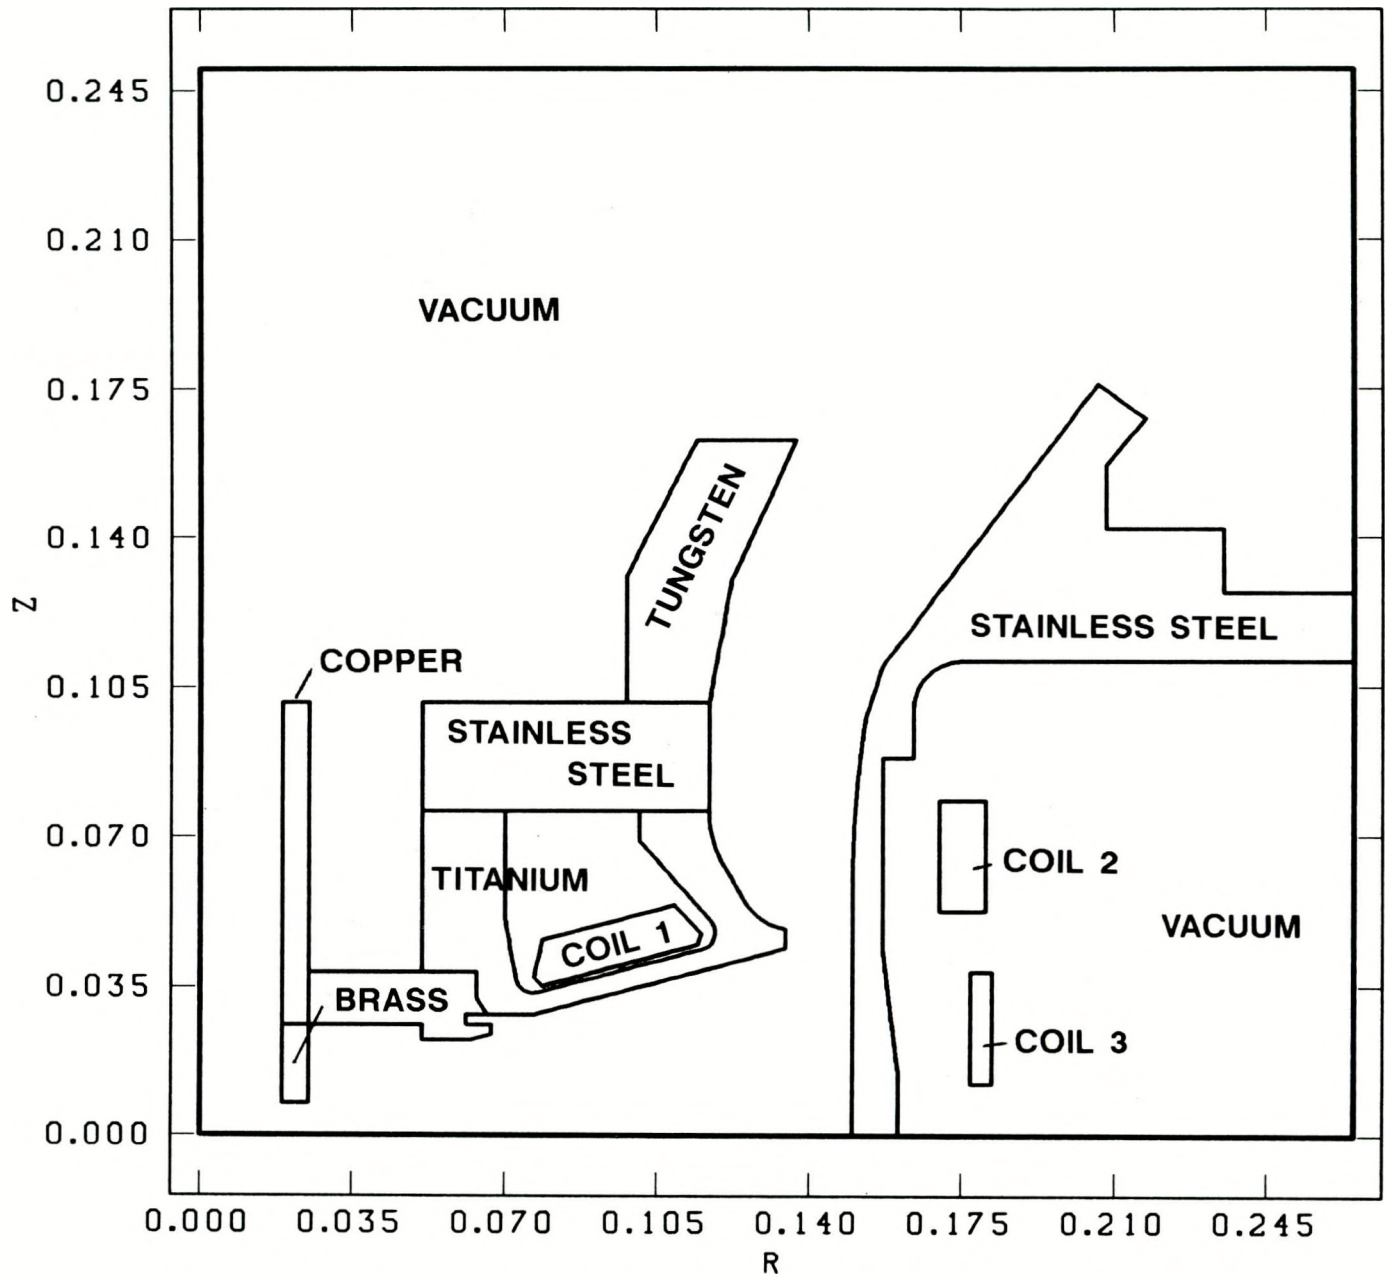 0.245
0.210
VACUUM
0.175
TUNGSTEN
0.140
Z
STAINLESS STEEL
COPPER
0.105
STAINLESS
STEEL
0.070
COIL 2
TITANIUM
VACUUM
COIL 1
0.035
BRASS
COIL 3
0.000
0.000 0.035 0.070 0.105 0.140 0.175 0.210 0.245
R